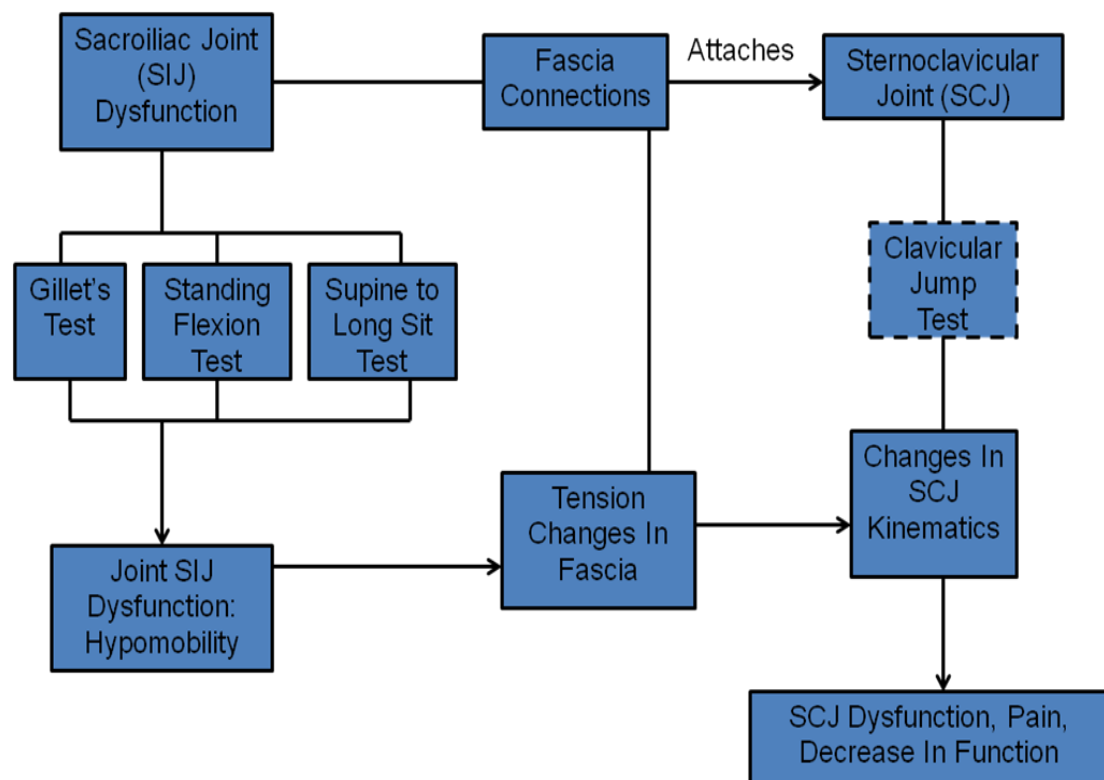 Sacroiliac Joint
(SIJ)
Dysfunction
Fascia
Connections
Attaches
Sternoclavicular
Joint (SCJ)
Gillet's
Test
Standing
Flexion
Test
Supine to
Long Sit
Test
Clavicular
Jump
Test
Joint SIJ
Dysfunction:
Hypomobility
Tension
Changes In
Fascia
Changes In
SCJ
Kinematics
SCJ Dysfunction, Pain,
Decrease In Function